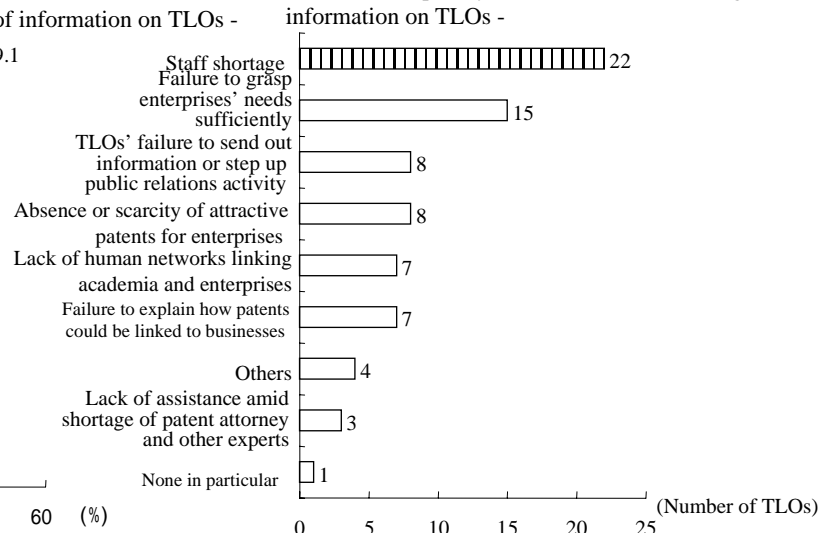 of information on TLOs -
information on TLOs -
9.1
Staff shortage
22
Failure to grasp
enterprises' needs
sufficiently
15
TLOs' failure to send out
information or step up
public relations activity
8
Absence or scarcity of attractive
patents for enterprises
8
Lack of human networks linking
academia and enterprises
7
Failure to explain how patents
could be linked to businesses
7
Others
4
Lack of assistance amid
shortage of patent attorney
and other experts
3
None in particular
1
(Number of TLOs)
60 (%)
0 5 10 15 20 25